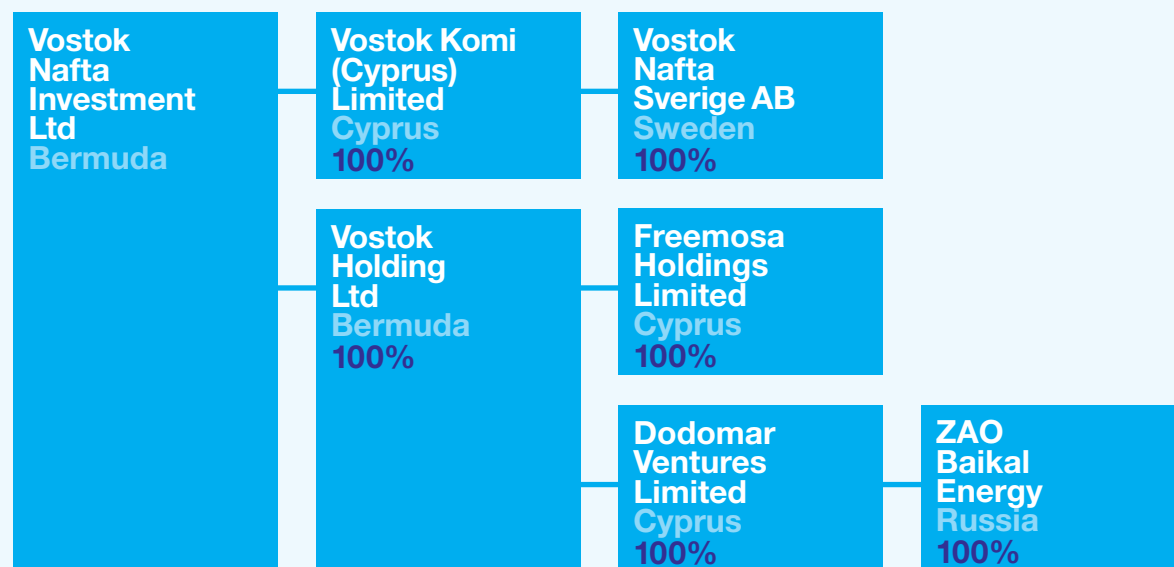 Vostok
Nafta
Investment
Ltd
Bermuda
Vostok Komi
(Cyprus)
Limited
Cyprus
100%
Vostok
Nafta
Sverige AB
Sweden
100%
Vostok
Holding
Ltd
Bermuda
100%
Freemosa
Holdings
Limited
Cyprus
100%
Dodomar
Ventures
Limited
Cyprus
100%
ZAO
Baikal
Energy
Russia
100%